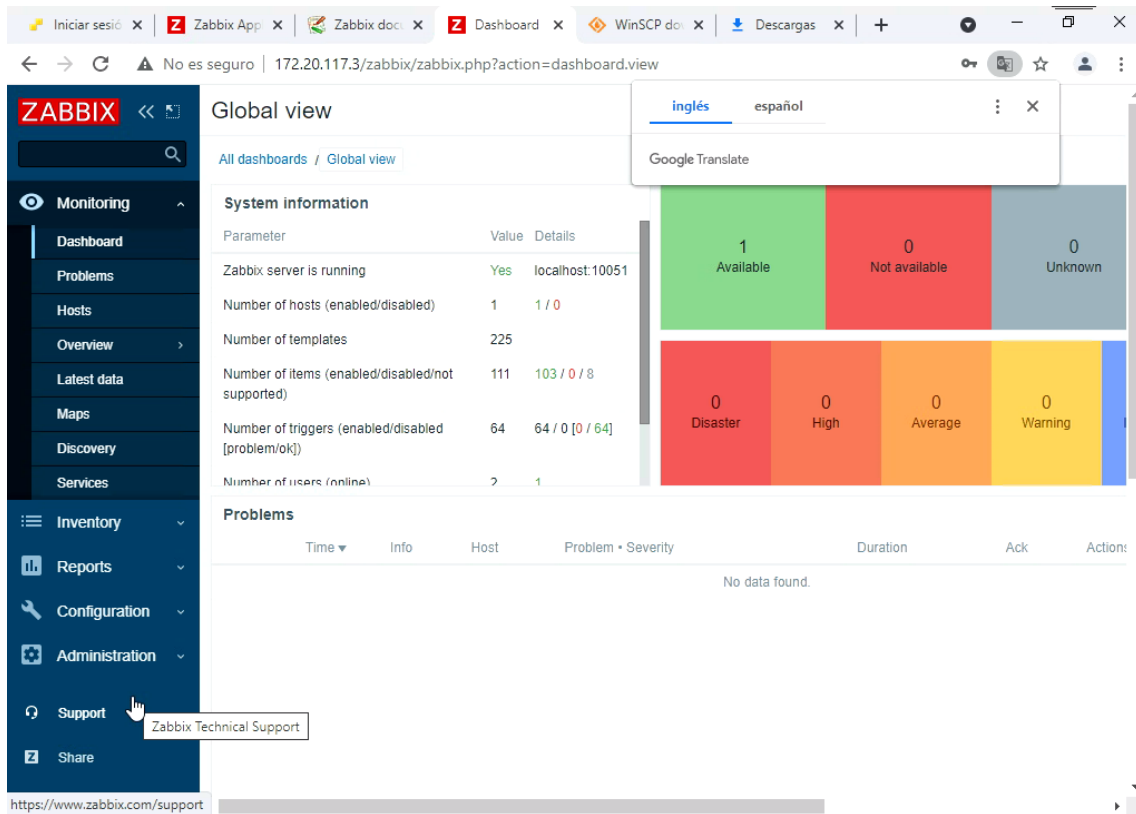 Iniciar sesió
Zabbix App
Zabbix docu
Dashboard
WinSCP do
Descargas
No es seguro
172.20.117.3/zabbix/zabbix.php?action=dashboard.view
ZABBIX
Global view
inglés español
All dashboards / Global view
Google Translate
Monitoring
Dashboard
Problems
Hosts
Overview
Latest data
Maps
Discovery
Services
Inventory
Reports
Configuration
Administration
Support
Zabbix Technical Support
Share
https://www.zabbix.com/support
System information
Parameter Value Details
Zabbix server is running Yes localhost:10051
Number of hosts (enabled/disabled) 1 1 / 0
Number of templates 225
Number of items (enabled/disabled/not 111 103 / 0 / 8
supported)
Number of triggers (enabled/disabled 64 64 / 0 [0 / 64]
[problem/ok])
Number of users (online) 2 1
1 0 0
Available Not available Unknown
0 0 0 0
Disaster High Average Warning
Problems
Time ▼ Info Host Problem • Severity Duration Ack Actions
No data found.